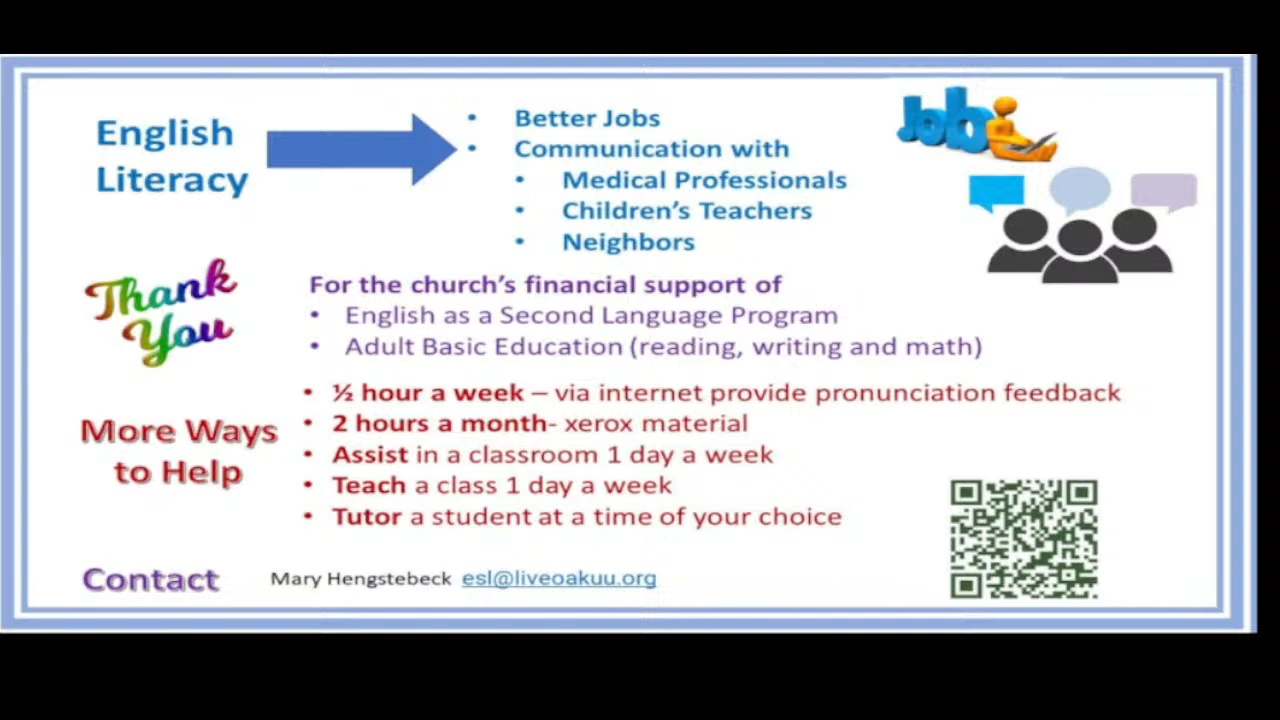 English
Literacy
• Better Jobs
• Communication with
• Medical Professionals
• Children's Teachers
• Neighbors
Job
Thank
You
For the church's financial support of
• English as a Second Language Program
• Adult Basic Education (reading, writing and math)
More Ways
to Help
• ½ hour a week – via internet provide pronunciation feedback
• 2 hours a month- xerox material
• Assist in a classroom 1 day a week
• Teach a class 1 day a week
• Tutor a student at a time of your choice
Contact
Mary Hengstebeck esl@liveoakuu.org